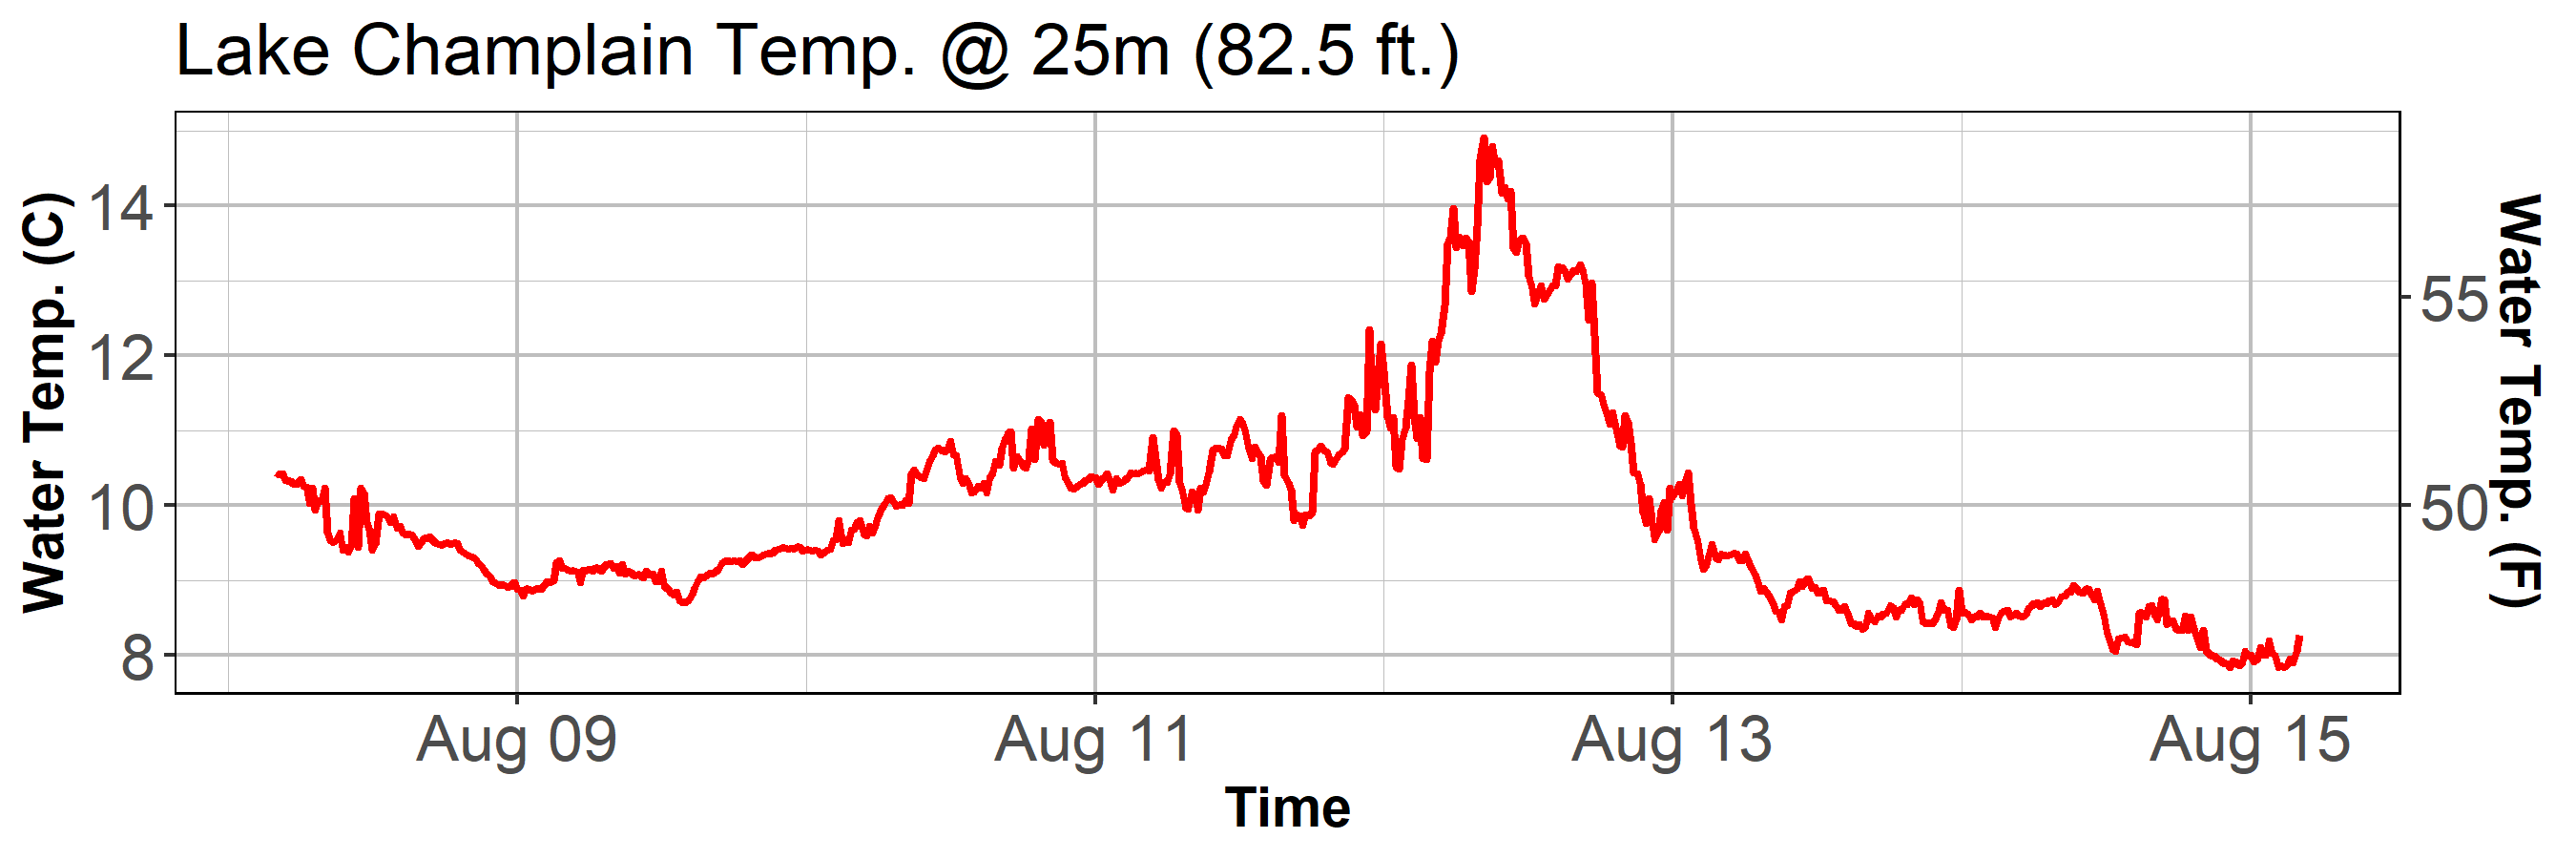 Lake Champlain Temp. @ 25m (82.5 ft.)
Water Temp. (C)
14
12
10
8
55
50
Water Temp. (F)
Aug 09
Aug 11
Aug 13
Aug 15
Time